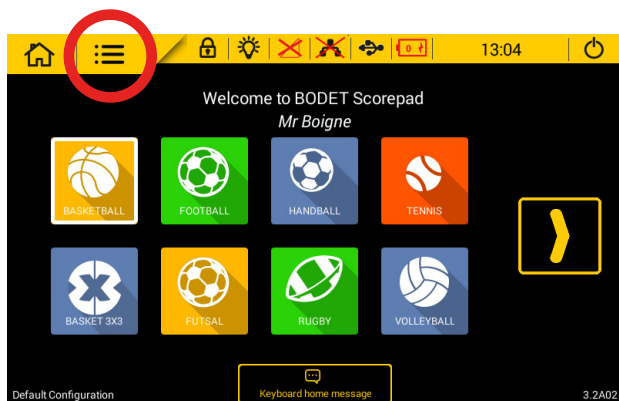 13:04
Welcome to BODET Scorepad
Mr Boigne
BASKETBALL
FOOTBALL
HANDBALL
TENNIS
BASKET 3X3
FUTSAL
RUGBY
VOLLEYBALL
Keyboard home message
Default Configuration
3.2A02